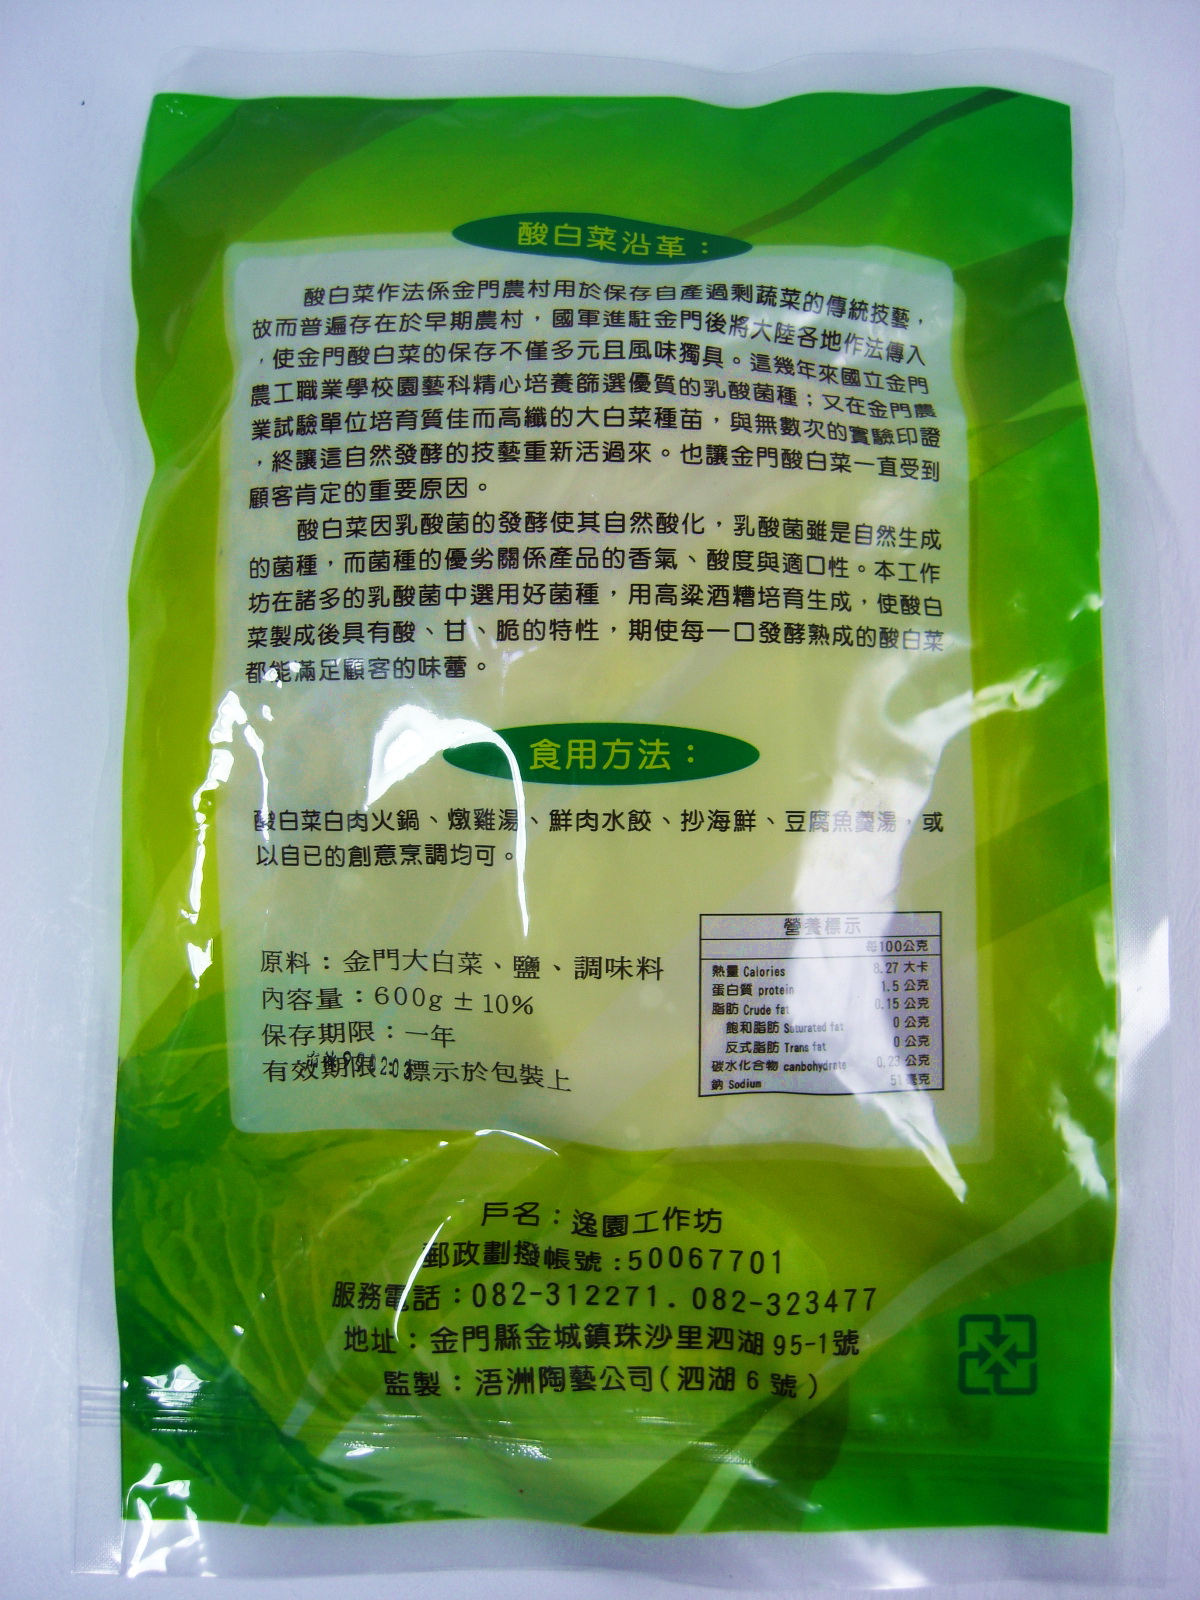 酸白菜沿革：
酸白菜作法係金門農村用於保存自產過剩蔬菜的傳統技藝，
故而普遍存在於早期農村，國軍進駐金門後將大陸各地作法傳入
，使金門酸白菜的保存不僅多元且風味獨具。這幾年來國立金門
農工職業學校園藝科精心培養篩選優質的乳酸菌種；又在金門農
業試驗單位培育質佳而高纖的大白菜種苗，與無數次的實驗印證
，終讓這自然發酵的技藝重新活過來。也讓金門酸白菜一直受到
顧客肯定的重要原因。
酸白菜因乳酸菌的發酵使其自然酸化，乳酸菌雖是自然生成
的菌種，而菌種的優劣關係產品的香氣、酸度與適口性。本工作
坊在諸多的乳酸菌中選用好菌種，用高粱酒糟培育生成，使酸白
菜製成後具有酸、甘、脆的特性，期使每一口發酵熟成的酸白菜
都能滿足顧客的味蕾。
食用方法：
酸白菜白肉火鍋、燉雞湯、鮮肉水餃、抄海鮮、豆腐魚羹湯，或
以自已的創意烹調均可。
原料：金門大白菜、鹽、調味料
內容量：600g ± 10%
保存期限：一年
有效期限：標示於包裝上
營養標示
每100公克
熱量 Calories 8.27 大卡
蛋白質 protein 1.5 公克
脂肪 Crude fat 0.15 公克
飽和脂肪 Saturated fat 0 公克
反式脂肪 Trans fat 0 公克
碳水化合物 canbohydrate 0.23 公克
鈉 Sodium 51 毫克
戶名：逸園工作坊
郵政劃撥帳號：50067701
服務電話：082-312271．082-323477
地址：金門縣金城鎮珠沙里泗湖95-1號
監製：浯洲陶藝公司（泗湖6號）